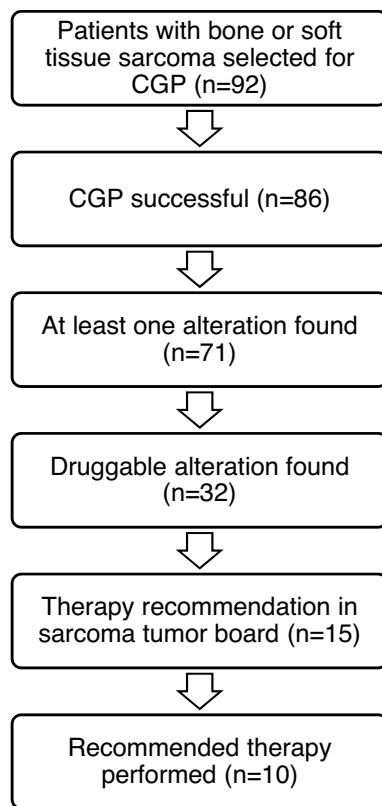 Patients with bone or soft
tissue sarcoma selected for
CGP (n=92)
CGP successful (n=86)
At least one alteration found
(n=71)
Druggable alteration found
(n=32)
Therapy recommendation in
sarcoma tumor board (n=15)
Recommended therapy
performed (n=10)